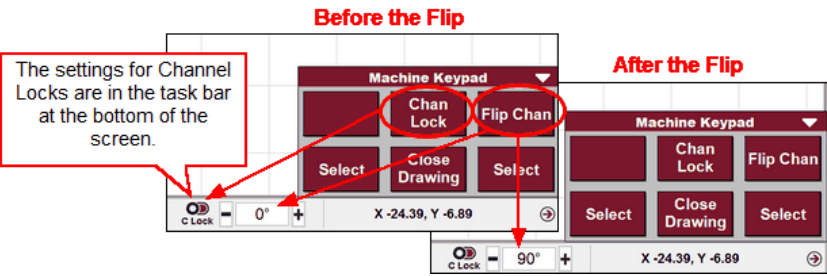 Before the Flip
The settings for Channel
Locks are in the task bar
at the bottom of the
screen.
Machine Keypad
Chan
Lock
Flip Chan
Select
Close
Drawing
Select
C Lock
- 0° +
X -24.39, Y -6.89
After the Flip
Machine Keypad
Chan
Lock
Flip Chan
Select
Close
Drawing
Select
C Lock
- 90° +
X -24.39, Y -6.89